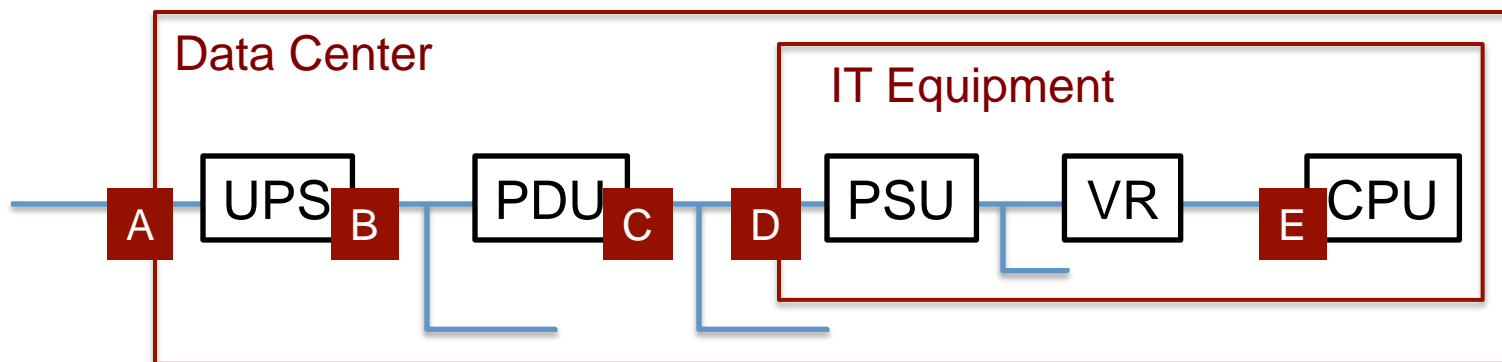 Data Center
IT Equipment
A
UPS
B
PDU
C
D
PSU
VR
E
CPU